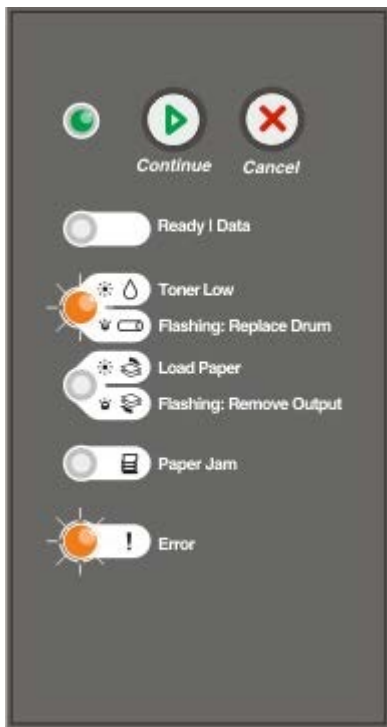 Continue
Cancel
Ready | Data
Toner Low
Flashing: Replace Drum
Load Paper
Flashing: Remove Output
Paper Jam
! Error